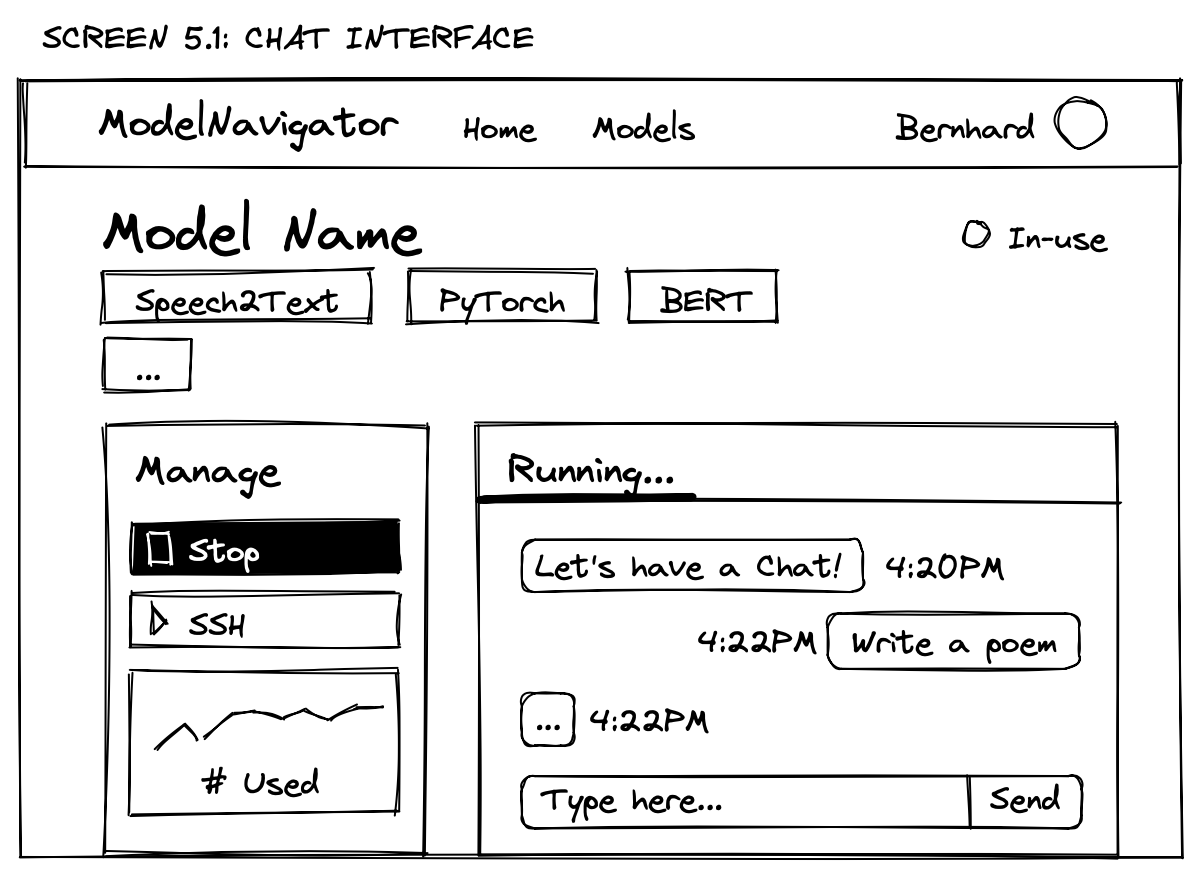 SCREEN 5.1: CHAT INTERFACE
ModelNavigator Home Models Bernhard
Model Name
In-use
Speech2Text PyTorch BERT
...
Manage
Stop
SSH
# Used
Running...
Let's have a Chat! 4:20PM
4:22PM Write a poem
... 4:22PM
Type here... Send